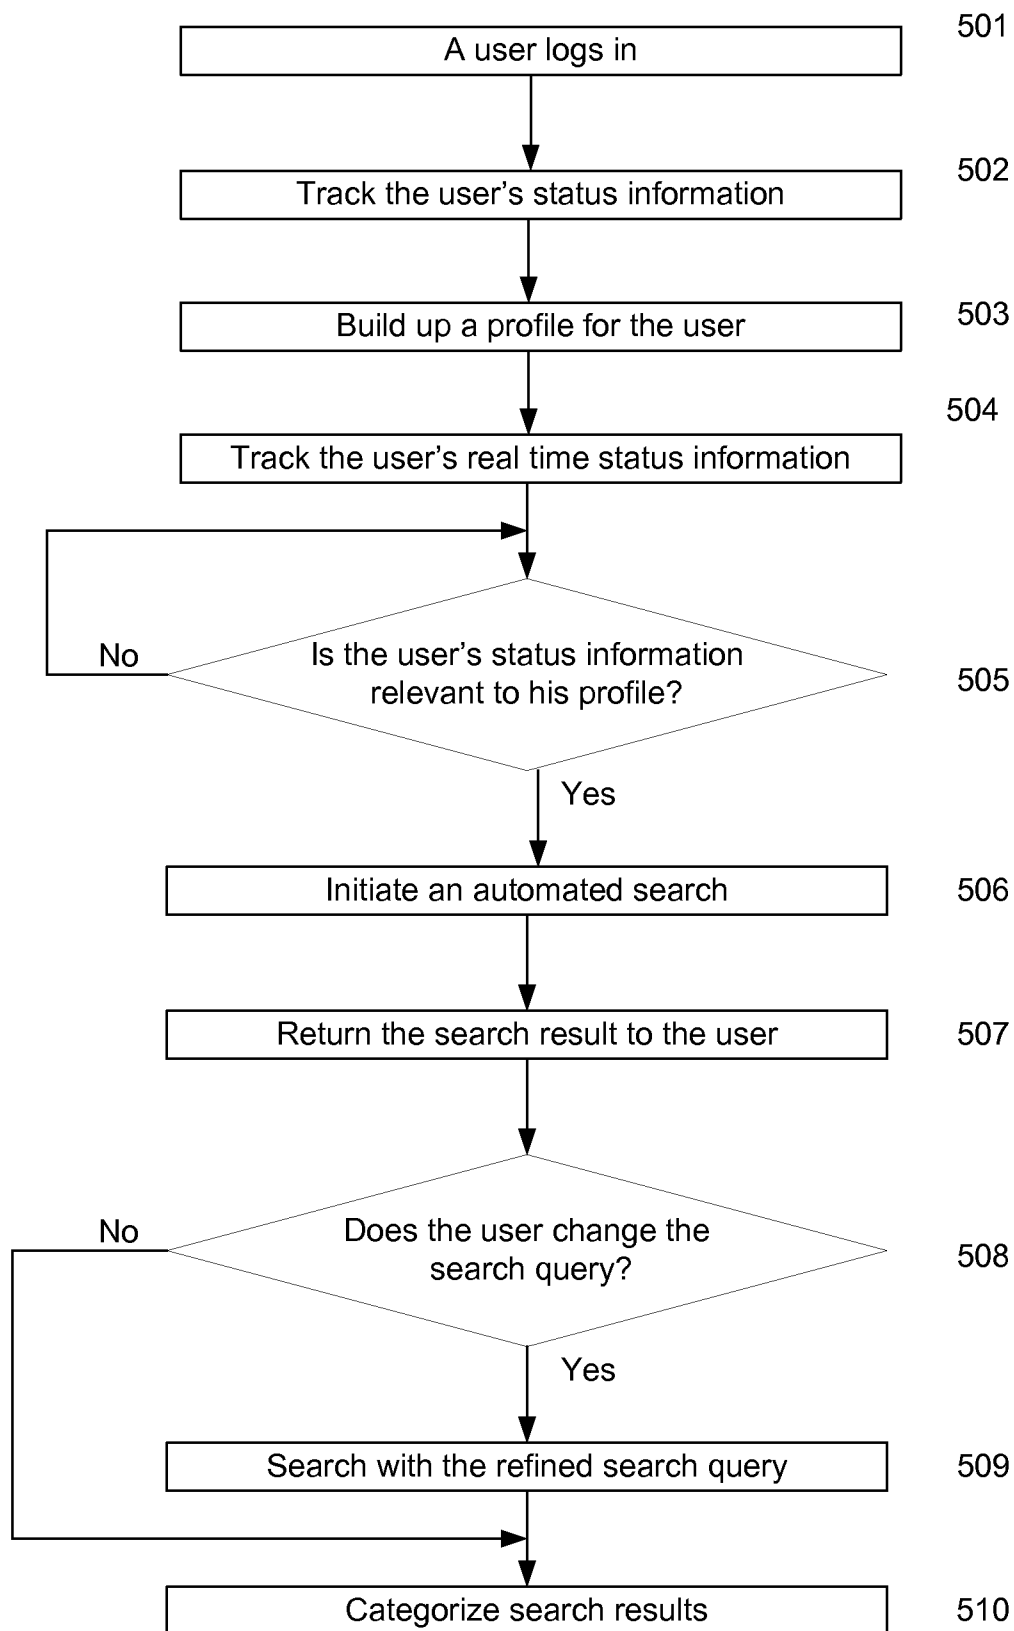 501
A user logs in
502
Track the user's status information
503
Build up a profile for the user
504
Track the user's real time status information
No
Is the user's status information
relevant to his profile?
505
Yes
Initiate an automated search
506
Return the search result to the user
507
No
Does the user change the
search query?
508
Yes
Search with the refined search query
509
Categorize search results
510